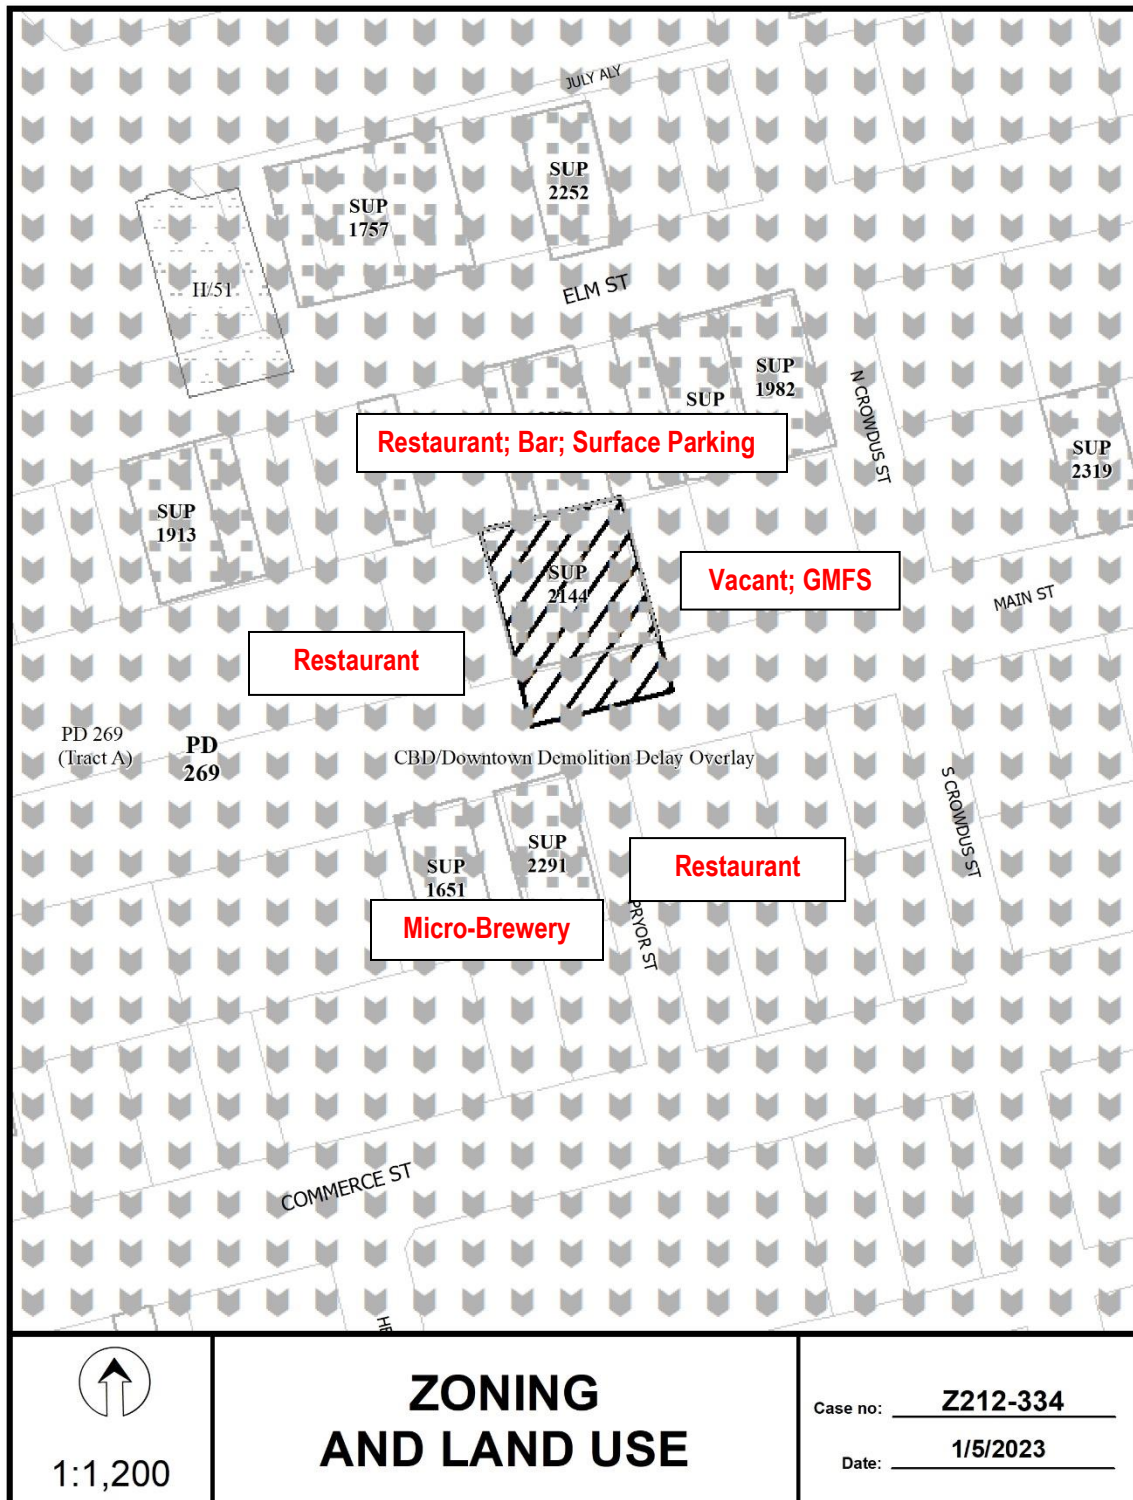 JULY ALY
SUP
2252
SUP
1757
H/51
ELM ST
SUP
1982
SUP
N CROWDUS ST
Restaurant; Bar; Surface Parking
SUP
2319
SUP
1913
SUP
2144
Vacant; GMFS
MAIN ST
Restaurant
PD 269
(Tract A)
PD
269
CBD/Downtown Demolition Delay Overlay
S CROWDUS ST
SUP
2291
SUP
1651
Restaurant
Micro-Brewery
PRYOR ST
COMMERCE ST
1:1,200
ZONING
AND LAND USE
Case no: Z212-334
Date: 1/5/2023